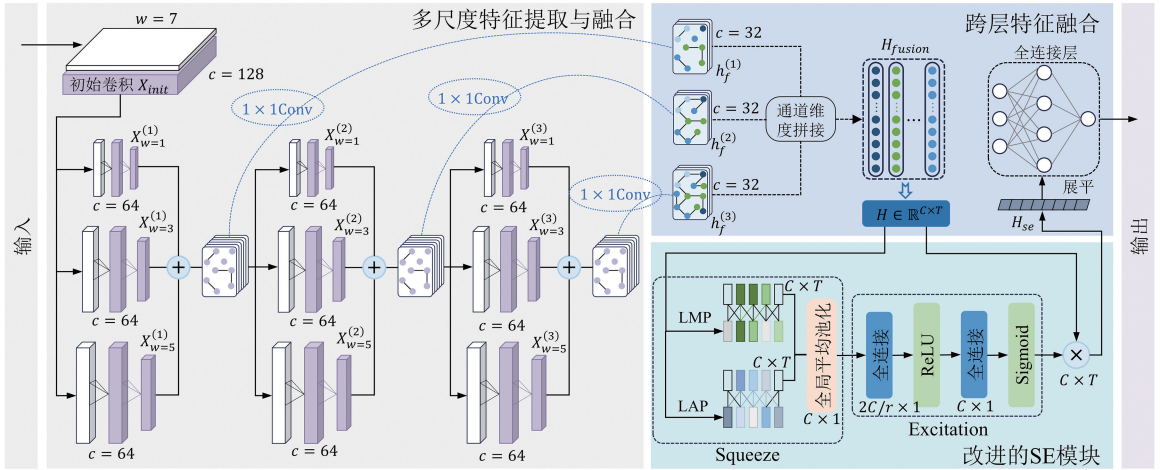 输入
w = 7
初始卷积 X_{init}
c = 128
多尺度特征提取与融合
1 × 1Conv
1 × 1Conv
1 × 1Conv
X_{w=1}^{(1)}
c = 64
X_{w=3}^{(1)}
c = 64
X_{w=5}^{(1)}
c = 64
X_{w=1}^{(2)}
c = 64
X_{w=3}^{(2)}
c = 64
X_{w=5}^{(2)}
c = 64
X_{w=1}^{(3)}
c = 64
X_{w=3}^{(3)}
c = 64
X_{w=5}^{(3)}
c = 64
+
+
+
跨层特征融合
c = 32
h_f^{(1)}
c = 32
h_f^{(2)}
c = 32
h_f^{(3)}
通道维
度拼接
H_{fusion}
H ∈ ℝ^{C×T}
全连接层
展平
H_{se}
LMP
C × T
LAP
C × T
全局平均池化
C × 1
Squeeze
全连接
2C/r × 1
ReLU
全连接
C × 1
Sigmoid
Excitation
×
C × T
改进的SE模块
输出